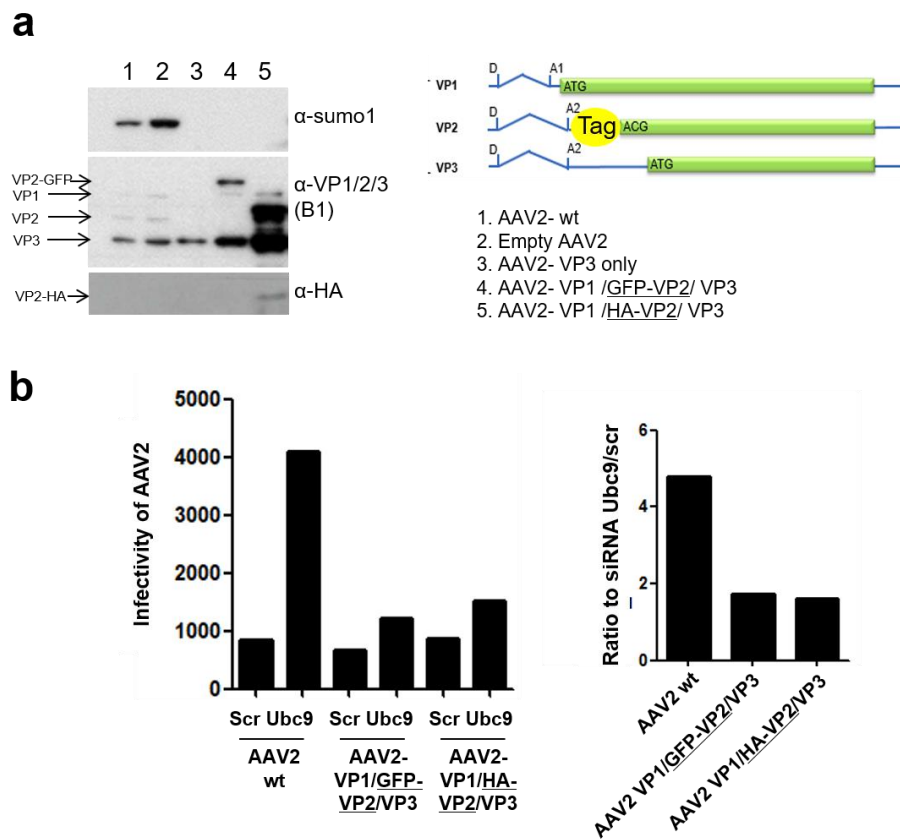 a
1 2 3 4 5
α-sumo1
VP2-GFP
VP1
VP2
VP3
α-VP1/2/3
(B1)
VP2-HA
α-HA
D A1
VP1 ATG
D A2
VP2 Tag ACG
D A2
VP3 ATG
1. AAV2- wt
2. Empty AAV2
3. AAV2- VP3 only
4. AAV2- VP1 /GFP-VP2/ VP3
5. AAV2- VP1 /HA-VP2/ VP3
b
Infectivity of AAV2
5000
4000
3000
2000
1000
0
Scr Ubc9 Scr Ubc9 Scr Ubc9
AAV2
wt
AAV2-
VP1/GFP-
VP2/VP3
AAV2-
VP1/HA-
VP2/VP3
Ratio to siRNA Ubc9/scr
6
4
2
0
AAV2 wt
AAV2 VP1/GFP-VP2/VP3
AAV2 VP1/HA-VP2/VP3